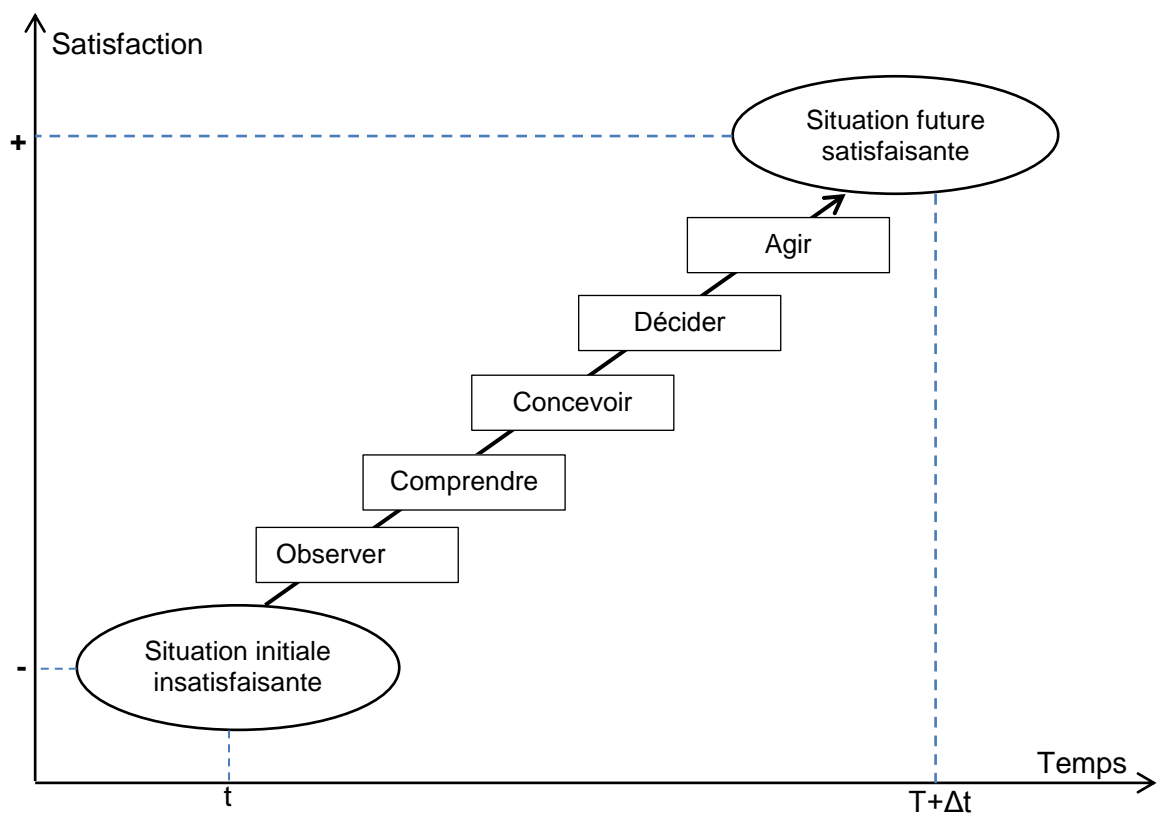 Satisfaction
+
Situation future
satisfaisante
Agir
Décider
Concevoir
Comprendre
Observer
Situation initiale
insatisfaisante
-
Temps
t
T+Δt